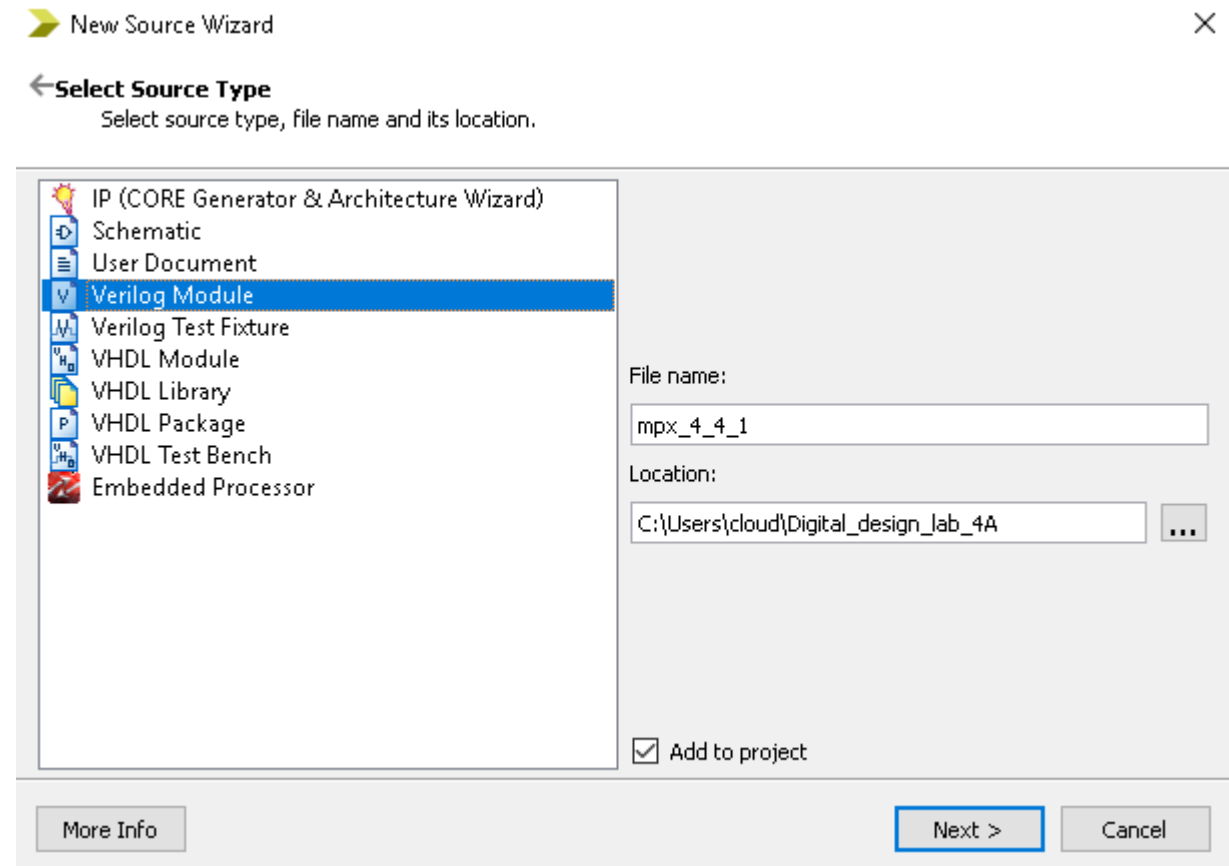 New Source Wizard
Select Source Type
Select source type, file name and its location.
IP (CORE Generator & Architecture Wizard)
Schematic
User Document
Verilog Module
Verilog Test Fixture
VHDL Module
VHDL Library
VHDL Package
VHDL Test Bench
Embedded Processor
File name:
mpx_4_4_1
Location:
C:\Users\cloud\Digital_design_lab_4A
...
Add to project
More Info
Next >
Cancel